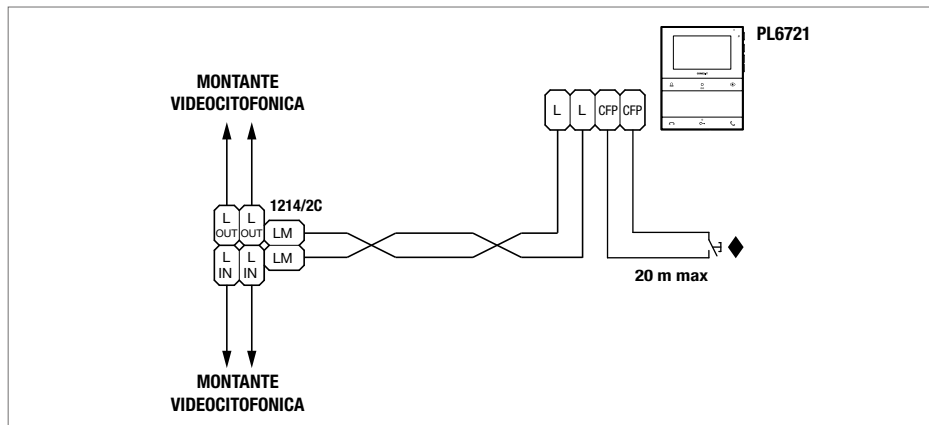 PL6721
MONTANTE
VIDEOCITOFONICA
L L CFP CFP
1214/2C
L L
OUT OUT
LM
LM
L L
IN IN
20 m max
MONTANTE
VIDEOCITOFONICA